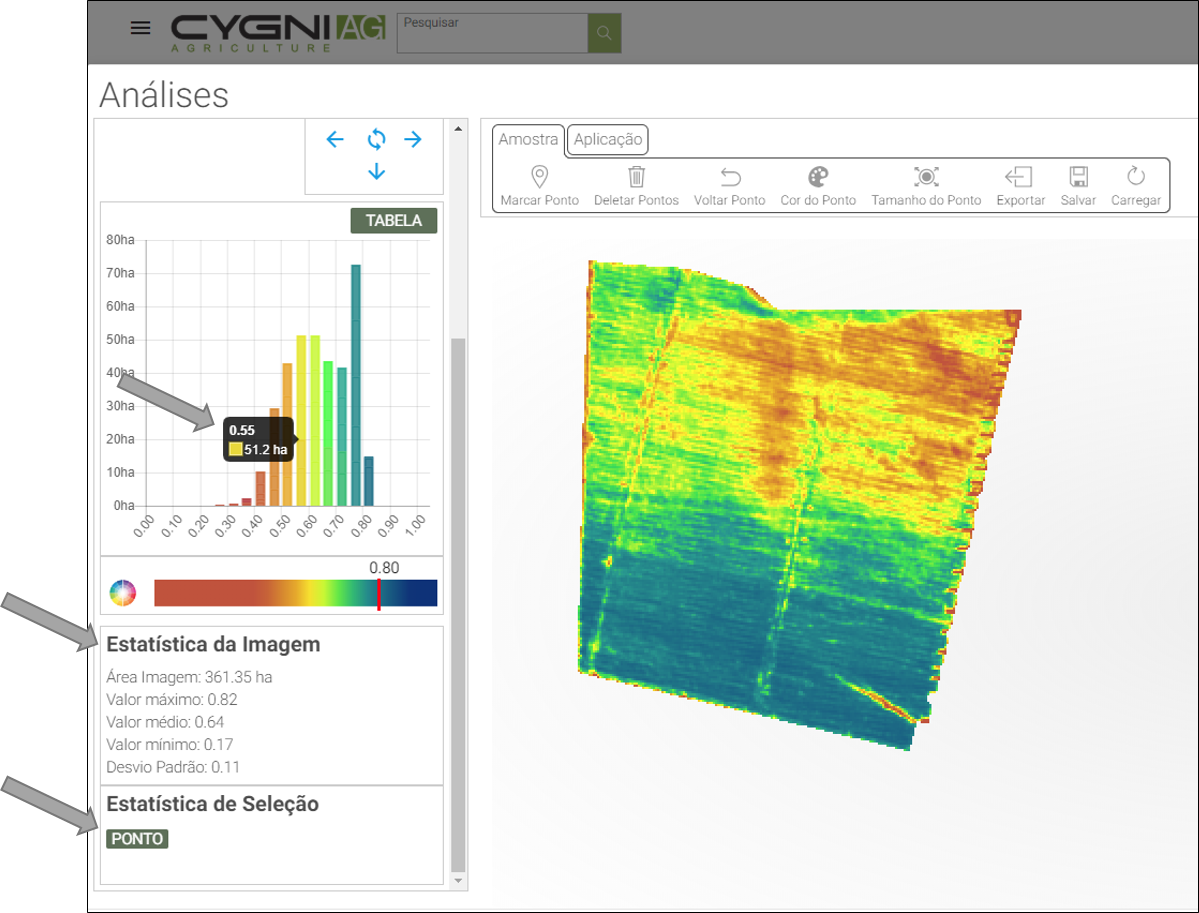 CYGNI AG
AGRICULTURE
Pesquisar
Análises
Amostra
Aplicação
Marcar Ponto
Deletar Pontos
Voltar Ponto
Cor do Ponto
Tamanho do Ponto
Exportar
Salvar
Carregar
TABELA
80ha
70ha
60ha
50ha
40ha
30ha
20ha
10ha
0ha
0.55
51.2 ha
0.00
0.10
0.20
0.30
0.40
0.50
0.60
0.70
0.80
0.90
1.00
0.80
Estatística da Imagem
Área Imagem: 361.35 ha
Valor máximo: 0.82
Valor médio: 0.64
Valor mínimo: 0.17
Desvio Padrão: 0.11
Estatística de Seleção
PONTO